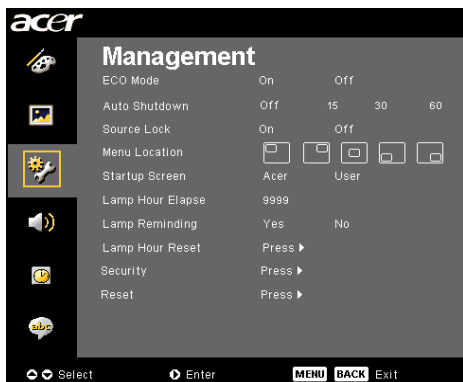 acer
Management
ECO Mode On Off
Auto Shutdown Off 15 30 60
Source Lock On Off
Menu Location
Startup Screen Acer User
Lamp Hour Elapse 9999
Lamp Reminding Yes No
Lamp Hour Reset Press
Security Press
Reset Press
abc
Select Enter MENU BACK Exit